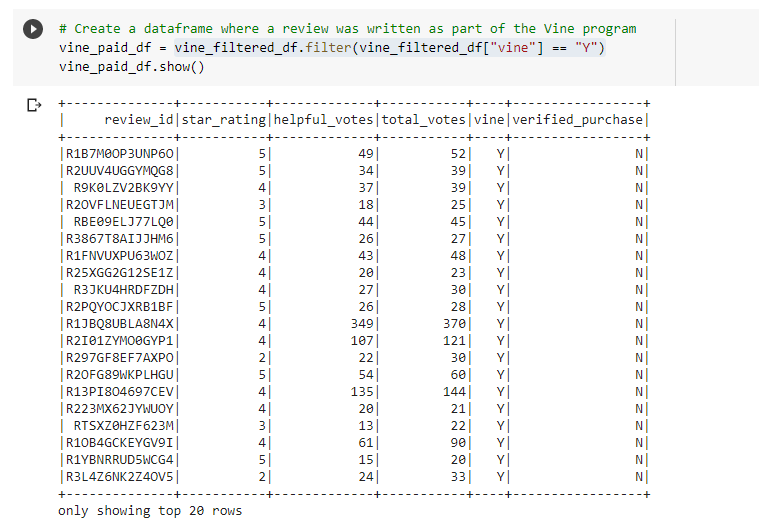 # Create a dataframe where a review was written as part of the Vine program
vine_paid_df = vine_filtered_df.filter(vine_filtered_df["vine"] == "Y")
vine_paid_df.show()
+--------------+-----------+-------------+-----------+----+-----------------+
|     review_id|star_rating|helpful_votes|total_votes|vine|verified_purchase|
+--------------+-----------+-------------+-----------+----+-----------------+
|R1B7M0OP3UNP6O|          5|           49|         52|   Y|                N|
|R2UUV4UGGYMQG8|          5|           34|         39|   Y|                N|
| R9K0LZV2BK9YY|          4|           37|         39|   Y|                N|
|R2OVFLNEUEGTJM|          3|           18|         25|   Y|                N|
| RBE09ELJ77LQ0|          5|           44|         45|   Y|                N|
|R3867T8AIJJHM6|          5|           26|         27|   Y|                N|
|R1FNVUXPU63WOZ|          4|           43|         48|   Y|                N|
|R25XGG2G12SE1Z|          4|           20|         23|   Y|                N|
| R3JKU4HRDFZDH|          4|           27|         30|   Y|                N|
|R2PQYOCJXRB1BF|          5|           26|         28|   Y|                N|
|R1JBQ8UBLA8N4X|          4|          349|        370|   Y|                N|
|R2I01ZYMO0GYP1|          4|          107|        121|   Y|                N|
|R297GF8EF7AXPO|          2|           22|         30|   Y|                N|
|R2OFG89WKPLHGU|          5|           54|         60|   Y|                N|
|R13PI8O4697CEV|          4|          135|        144|   Y|                N|
|R223MX62JYWUOY|          4|           20|         21|   Y|                N|
| RTSXZ0HZF623M|          3|           13|         22|   Y|                N|
|R1OB4GCKEYGV9I|          4|           61|         90|   Y|                N|
|R1YBNRRUD5WCG4|          5|           15|         20|   Y|                N|
|R3L4Z6NK2Z4OV5|          2|           24|         33|   Y|                N|
+--------------+-----------+-------------+-----------+----+-----------------+
only showing top 20 rows